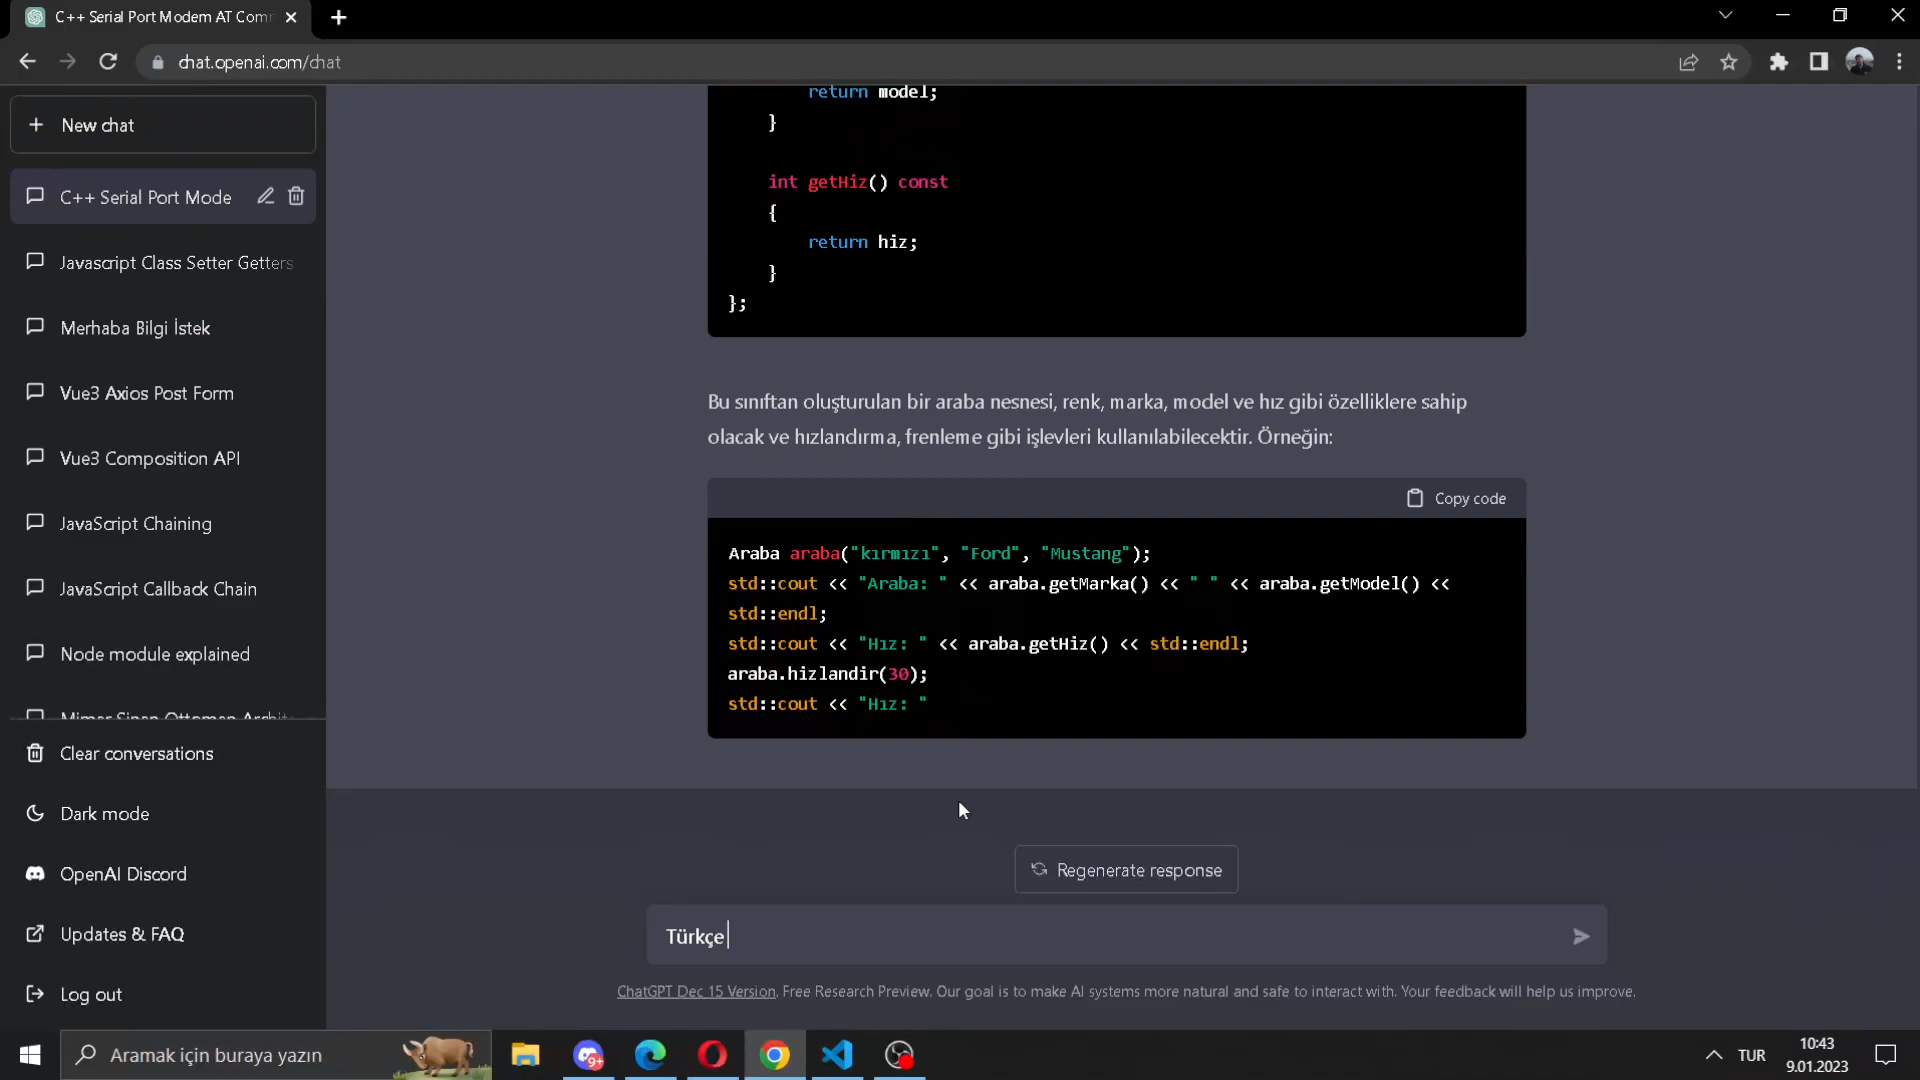 C++ Serial Port Modem AT Comm
chat.openai.com/chat
New chat
C++ Serial Port Mode
Javascript Class Setter Getters
Merhaba Bilgi İstek
Vue3 Axios Post Form
Vue3 Composition API
JavaScript Chaining
JavaScript Callback Chain
Node module explained
Mimar Sinan Ottoman Archite
Clear conversations
Dark mode
OpenAI Discord
Updates & FAQ
Log out
return model;
}
int getHiz() const
{
return hiz;
}
};
Bu sınıftan oluşturulan bir araba nesnesi, renk, marka, model ve hız gibi özelliklere sahip
olacak ve hızlandırma, frenleme gibi işlevleri kullanılabilecektir. Örneğin:
Copy code
Araba araba("kırmızı", "Ford", "Mustang");
std::cout << "Araba: " << araba.getMarka() << " " << araba.getModel() <<
std::endl;
std::cout << "Hız: " << araba.getHiz() << std::endl;
araba.hizlandir(30);
std::cout << "Hız: "
Regenerate response
Türkçe
ChatGPT Dec 15 Version. Free Research Preview. Our goal is to make AI systems more natural and safe to interact with. Your feedback will help us improve.
Aramak için buraya yazın
9+
TUR
10:43
9.01.2023